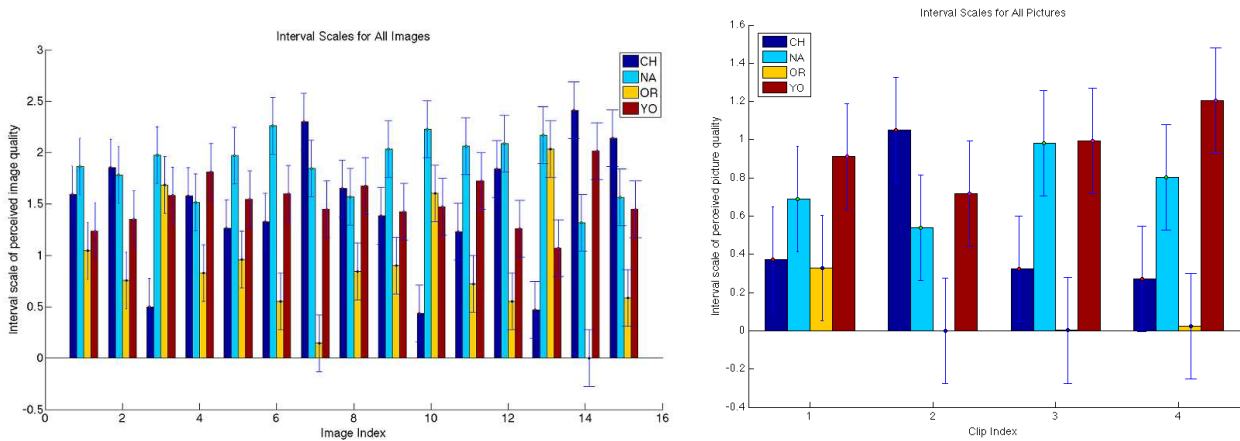 Interval Scales for All Images
Interval scale of perceived image quality
3
2.5
2
1.5
1
0.5
0
-0.5
CH
NA
OR
YO
0 2 4 6 8 10 12 14 16
Image Index
Interval Scales for All Pictures
Interval scale of perceived picture quality
1.6
1.4
1.2
1
0.8
0.6
0.4
0.2
0
-0.2
-0.4
CH
NA
OR
YO
1 2 3 4
Clip Index